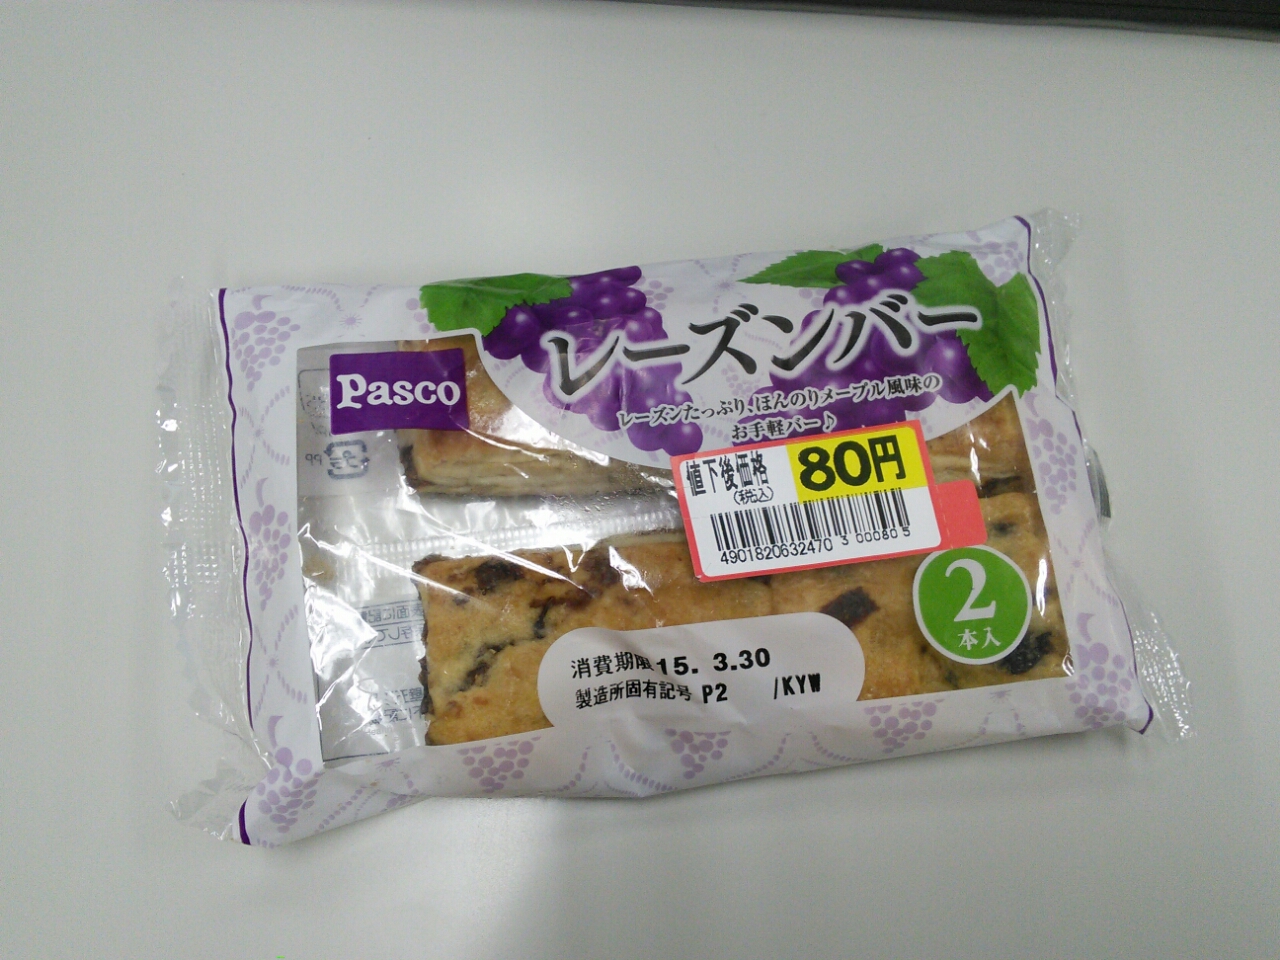 レーズンバー
Pasco
レーズンたっぷり、ほんのりメープル風味の
お手軽バー♪
値下後価格
(税込)
80円
4901820632470 3 000805
2
本入
消費期限 15. 3.30
製造所固有記号 P2 /KYW
PP